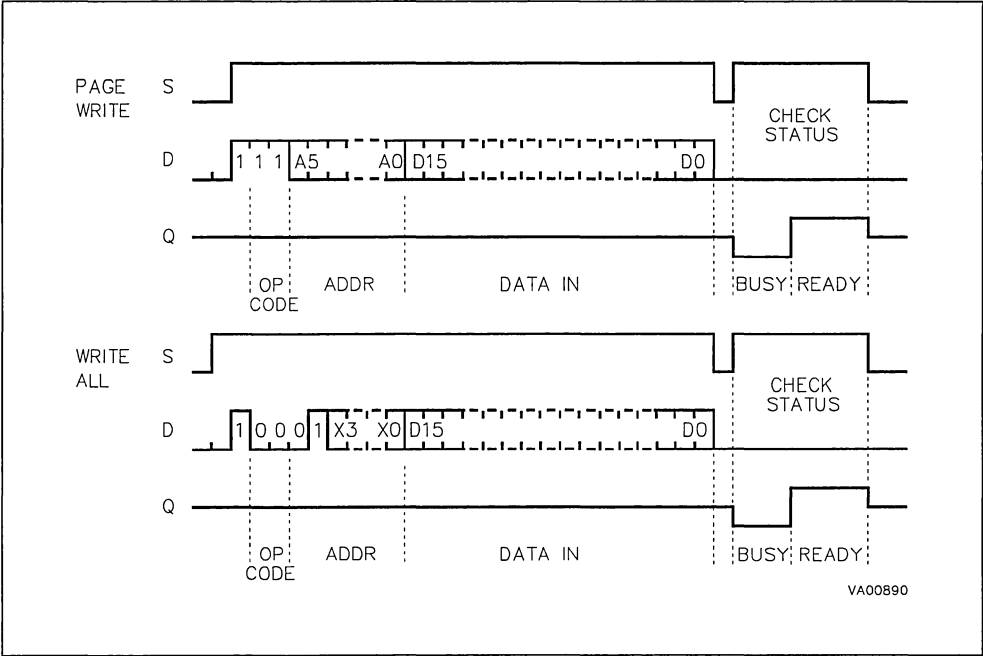 PAGE WRITE S
CHECK STATUS
D 1 1 1 A5 A0 D15 D0
Q
OP CODE ADDR DATA IN BUSY READY
WRITE ALL S
CHECK STATUS
D 1 0 0 0 1 X3 X0 D15 D0
Q
OP CODE ADDR DATA IN BUSY READY
VA00890